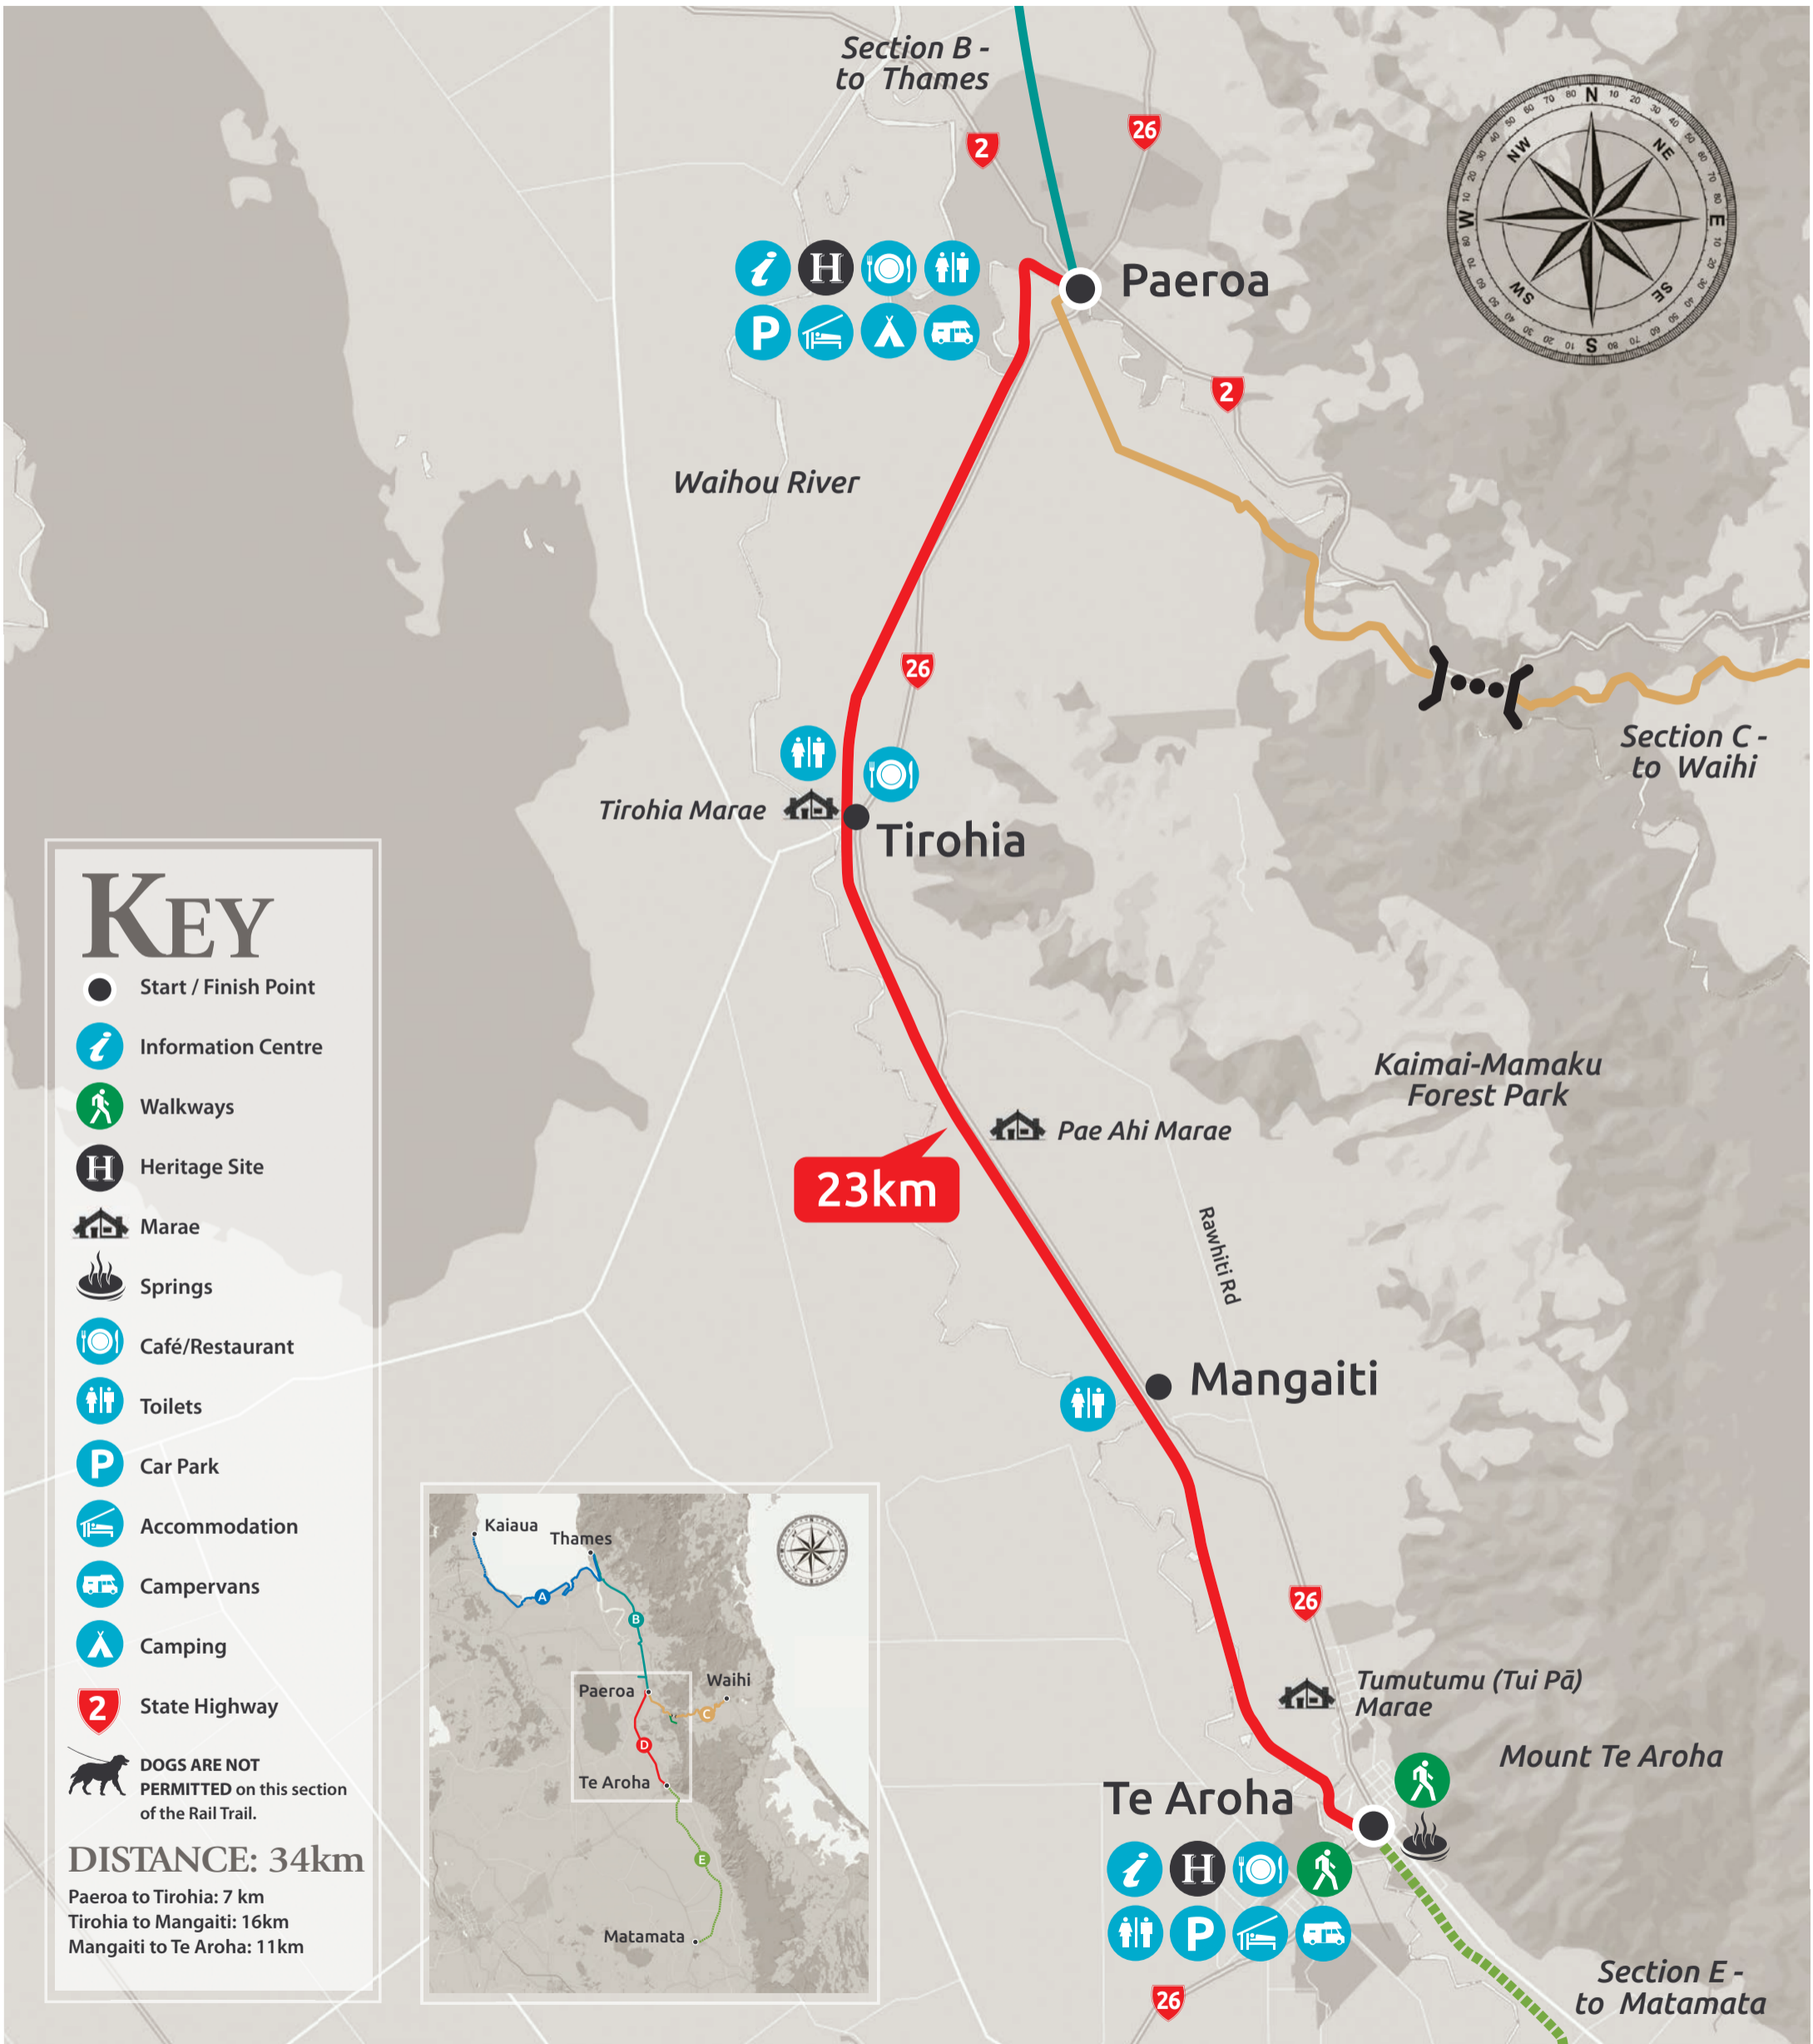 Section B -
to Thames
2
26
N
NE
E
SE
S
SW
W
NW
i H
P
Paeroa
2
Waihou River
26
Section C -
to Waihi
Tirohia Marae
Tirohia
Kaimai-Mamaku
Forest Park
Pae Ahi Marae
23km
Rawhiti Rd
Mangaiti
26
Tumutumu (Tui Pā)
Marae
Mount Te Aroha
Te Aroha
i H
P
26
Section E -
to Matamata
KEY
Start / Finish Point
i Information Centre
Walkways
H Heritage Site
Marae
Springs
Café/Restaurant
Toilets
P Car Park
Accommodation
Campervans
Camping
2 State Highway
DOGS ARE NOT
PERMITTED on this section
of the Rail Trail.
DISTANCE: 34km
Paeroa to Tirohia: 7 km
Tirohia to Mangaiti: 16km
Mangaiti to Te Aroha: 11km
Kaiaua
Thames
A
B
Paeroa
Waihi
C
D
Te Aroha
E
Matamata